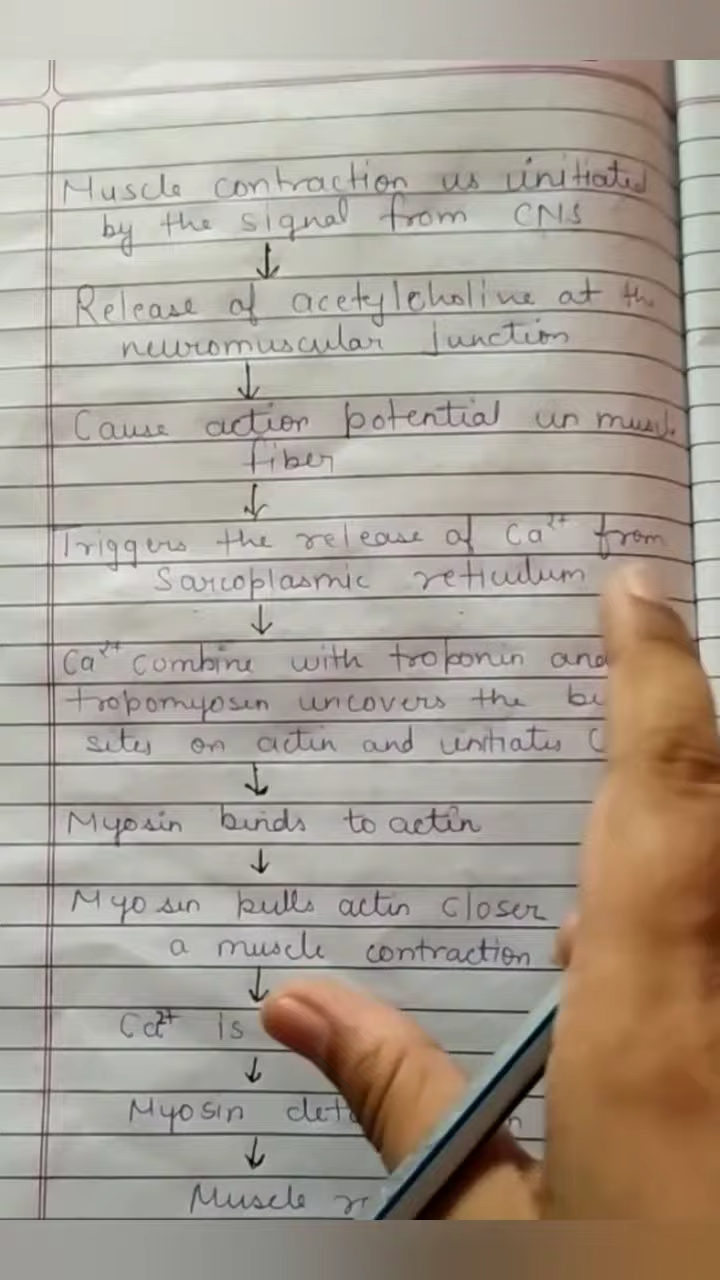 Muscle contraction is initiated
by the signal from CNS
↓
Release of acetylcholine at the
neuromuscular junction
↓
Cause action potential in muscle
fiber
↓
Triggers the release of Ca²⁺ from
Sarcoplasmic reticulum
↓
Ca²⁺ combine with troponin and
tropomyosin uncovers the
sites on actin and initiates
↓
Myosin binds to actin
↓
Myosin pulls actin closer
a muscle contraction
↓
Ca²⁺ is
↓
Myosin
↓
Muscle